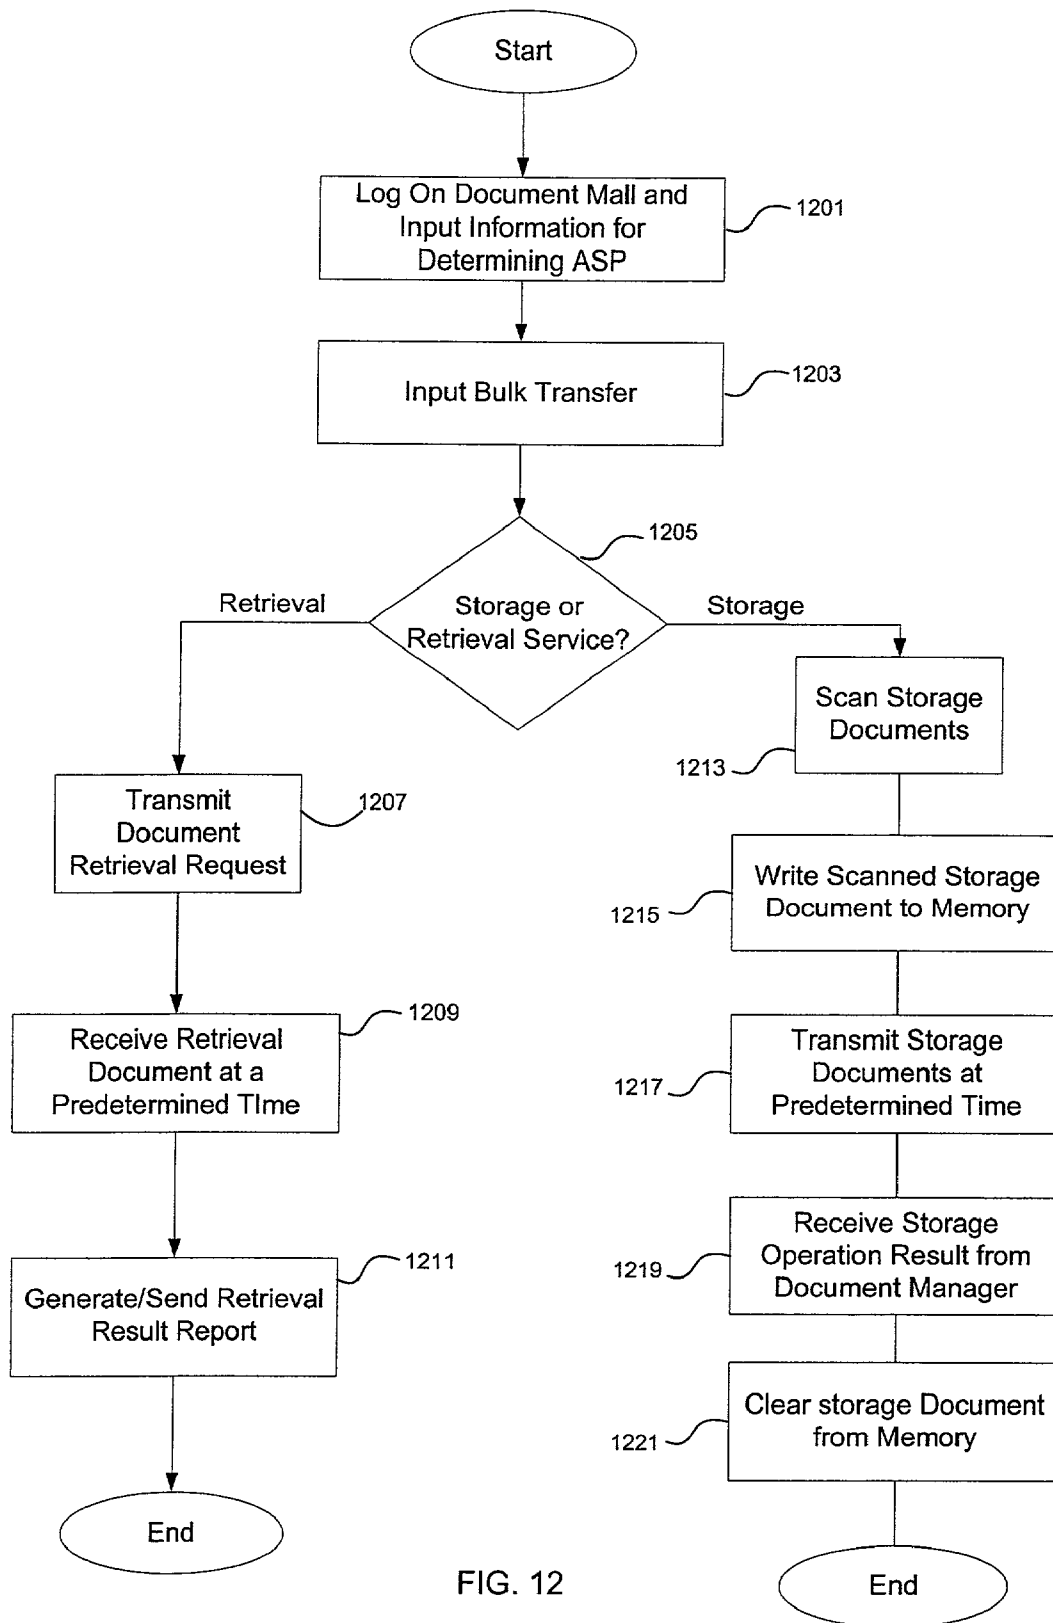 Start
Log On Document Mall and
Input Information for
Determining ASP
1201
Input Bulk Transfer
1203
1205
Storage or
Retrieval Service?
Retrieval
Storage
Transmit
Document
Retrieval Request
1207
Receive Retrieval
Document at a
Predetermined TIme
1209
Generate/Send Retrieval
Result Report
1211
End
Scan Storage
Documents
1213
Write Scanned Storage
Document to Memory
1215
Transmit Storage
Documents at
Predetermined Time
1217
Receive Storage
Operation Result from
Document Manager
1219
Clear storage Document
from Memory
1221
End
FIG. 12